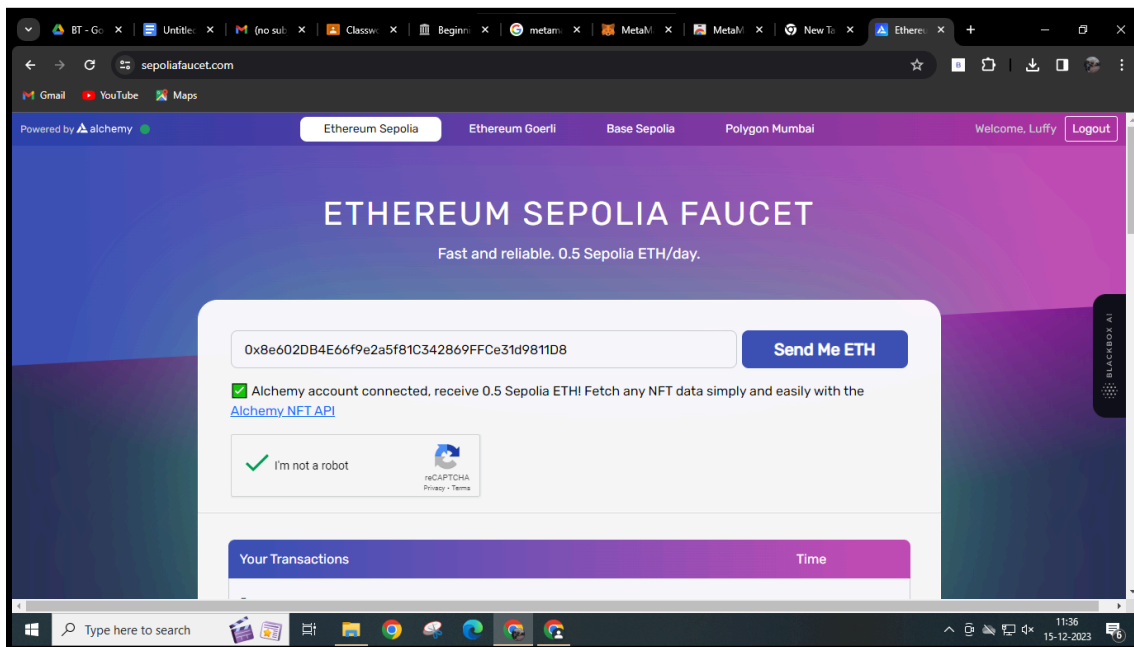 BT - Go
Untitle
(no sub
Classw
Beginn
metam
MetaM
MetaM
New Ta
Ethereu
sepoliafaucet.com
Gmail
YouTube
Maps
Powered by alchemy
Ethereum Sepolia
Ethereum Goerli
Base Sepolia
Polygon Mumbai
Welcome, Luffy
Logout
ETHEREUM SEPOLIA FAUCET
Fast and reliable. 0.5 Sepolia ETH/day.
0x8e602DB4E66f9e2a5f81C342869FFCe31d9811D8
Send Me ETH
Alchemy account connected, receive 0.5 Sepolia ETH! Fetch any NFT data simply and easily with the
Alchemy NFT API
I'm not a robot
reCAPTCHA
Privacy - Terms
BLACKBOX AI
Your Transactions
Time
Type here to search
11:36
15-12-2023
6